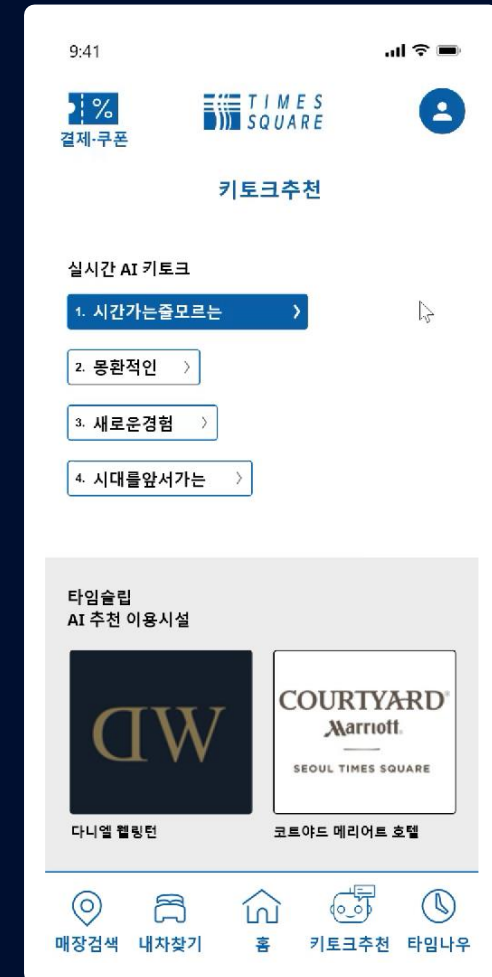 9:41
%
결제·쿠폰
TIMES
SQUARE
키토크추천
실시간 AI 키토크
1. 시간가는줄모르는
2. 몽환적인
3. 새로운경험
4. 시대를앞서가는
타임슬립
AI 추천 이용시설
DW
COURTYARD®
Marriott.
SEOUL TIMES SQUARE
다니엘 웰링턴
코트야드 메리어트 호텔
매장검색 내차찾기 홈 키토크추천 타임나우